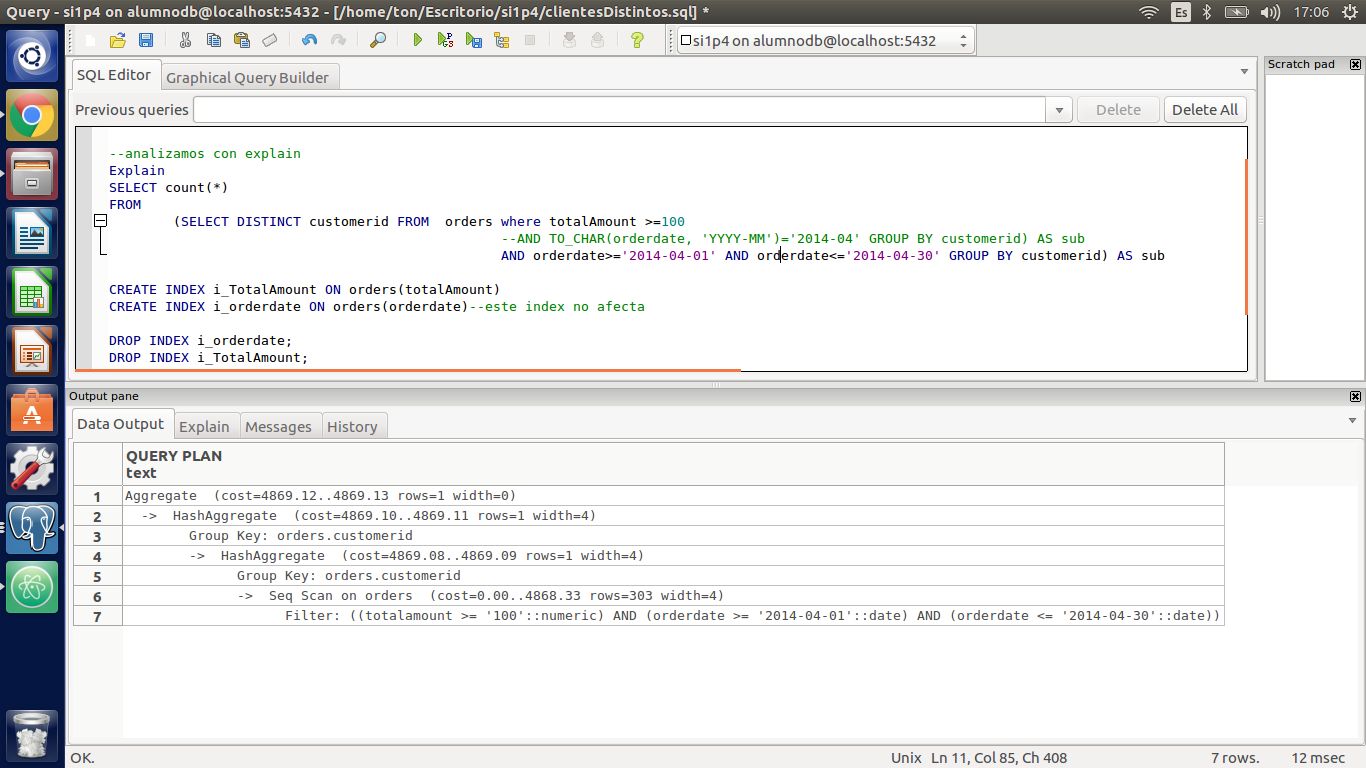 Query - si1p4 on alumnodb@localhost:5432 - [/home/ton/Escritorio/si1p4/clientesDistintos.sql] *
Es
17:06
si1p4 on alumnodb@localhost:5432
SQL Editor
Graphical Query Builder
Scratch pad
Previous queries
Delete
Delete All
--analizamos con explain
Explain
SELECT count(*)
FROM
(SELECT DISTINCT customerid FROM  orders where totalAmount >=100
--AND TO_CHAR(orderdate, 'YYYY-MM')='2014-04' GROUP BY customerid) AS sub
AND orderdate>='2014-04-01' AND orderdate<='2014-04-30' GROUP BY customerid) AS sub
CREATE INDEX i_TotalAmount ON orders(totalAmount)
CREATE INDEX i_orderdate ON orders(orderdate)--este index no afecta
DROP INDEX i_orderdate;
DROP INDEX i_TotalAmount;
Output pane
Data Output
Explain
Messages
History
QUERY PLAN
text
1 Aggregate  (cost=4869.12..4869.13 rows=1 width=0)
2 ->  HashAggregate  (cost=4869.10..4869.11 rows=1 width=4)
3 Group Key: orders.customerid
4 ->  HashAggregate  (cost=4869.08..4869.09 rows=1 width=4)
5 Group Key: orders.customerid
6 ->  Seq Scan on orders  (cost=0.00..4868.33 rows=303 width=4)
7 Filter: ((totalamount >= '100'::numeric) AND (orderdate >= '2014-04-01'::date) AND (orderdate <= '2014-04-30'::date))
OK.
Unix
Ln 11, Col 85, Ch 408
7 rows.
12 msec